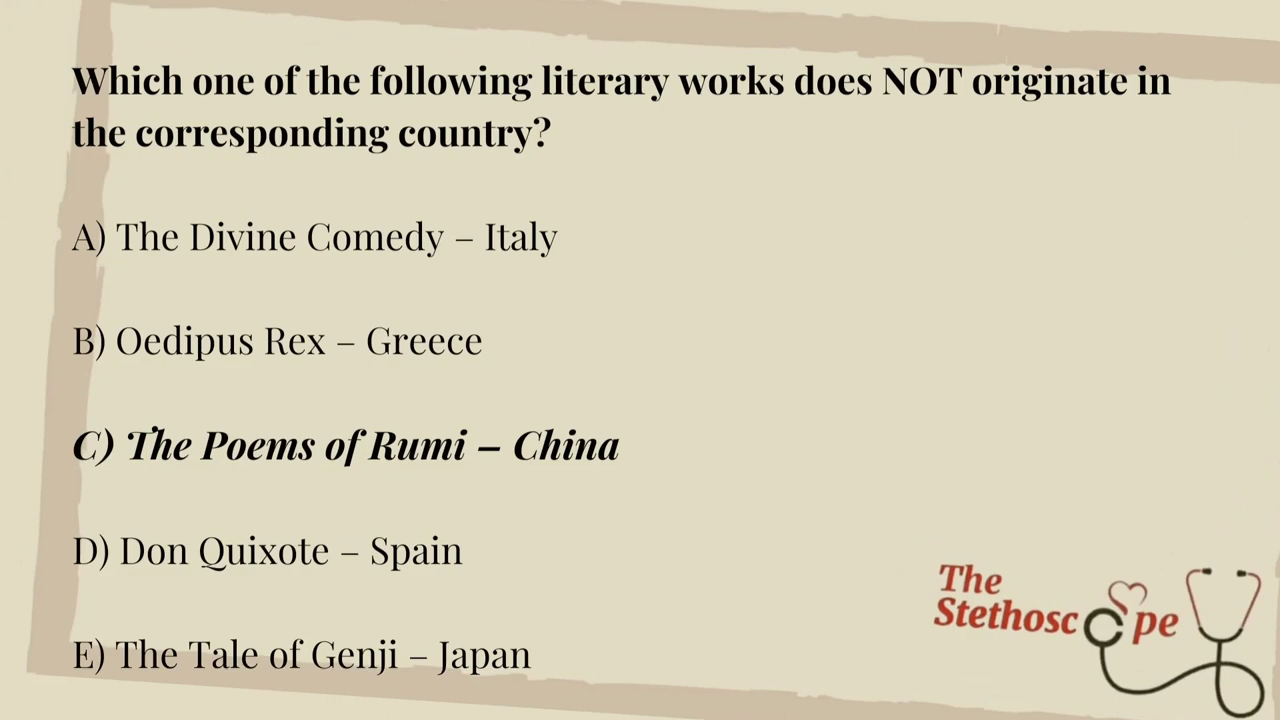 Which one of the following literary works does NOT originate in
the corresponding country?
A) The Divine Comedy – Italy
B) Oedipus Rex – Greece
C) The Poems of Rumi – China
D) Don Quixote – Spain
E) The Tale of Genji – Japan
The
Stethoscope